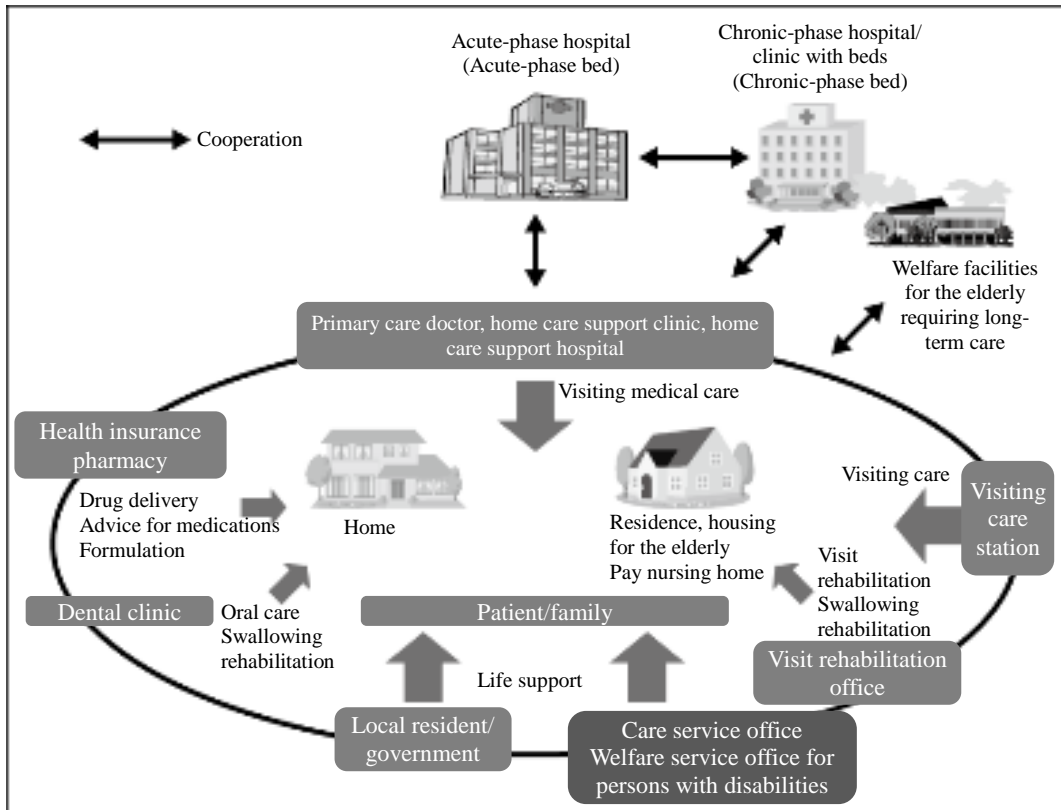 Acute-phase hospital
(Acute-phase bed)
Chronic-phase hospital/
clinic with beds
(Chronic-phase bed)
Cooperation
Welfare facilities
for the elderly
requiring long-
term care
Primary care doctor, home care support clinic, home
care support hospital
Visiting medical care
Health insurance
pharmacy
Drug delivery
Advice for medications
Formulation
Home
Residence, housing
for the elderly
Pay nursing home
Visiting care
Visiting
care
station
Visit
rehabilitation
Swallowing
rehabilitation
Dental clinic
Oral care
Swallowing
rehabilitation
Patient/family
Visit rehabilitation
office
Life support
Local resident/
government
Care service office
Welfare service office for
persons with disabilities